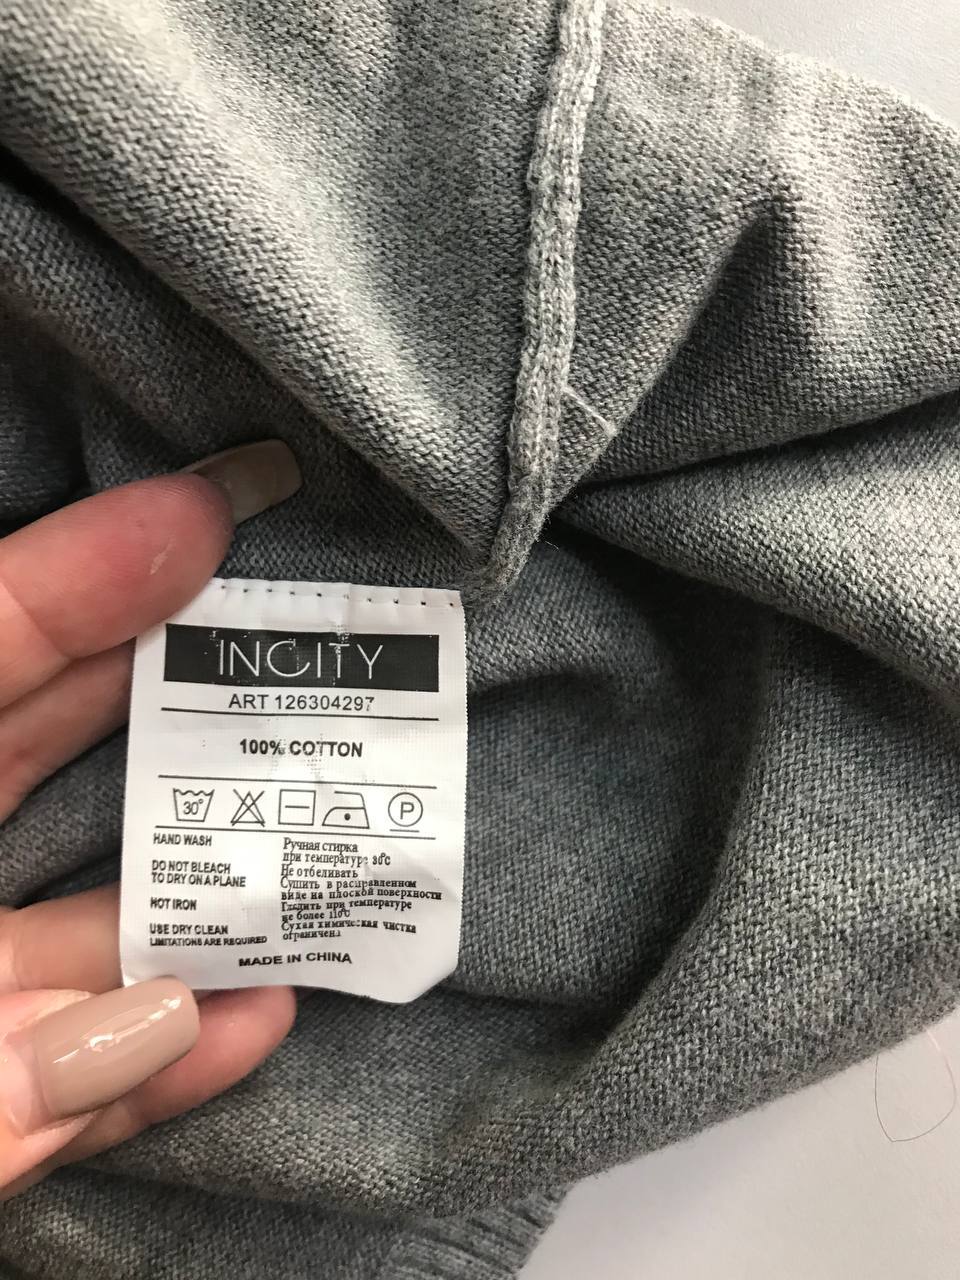 INCITY
ART 126304297
100% COTTON
30°
P
HAND WASH
Ручная стирка
при температуре 30°C
DO NOT BLEACH
Не отбеливать
TO DRY ON A PLANE
Сушить в расправленном
виде на плоской поверхности
HOT IRON
Гладить при температуре
не более 110°C
USE DRY CLEAN
Сухая химическая чистка
LIMITATIONS ARE REQUIRED
ограничена
MADE IN CHINA